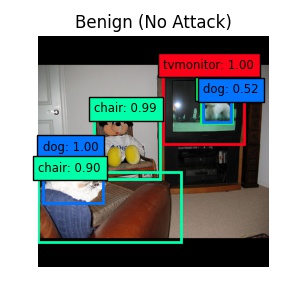 Benign (No Attack)
tvmonitor: 1.00
dog: 0.52
chair: 0.99
dog: 1.00
chair: 0.90